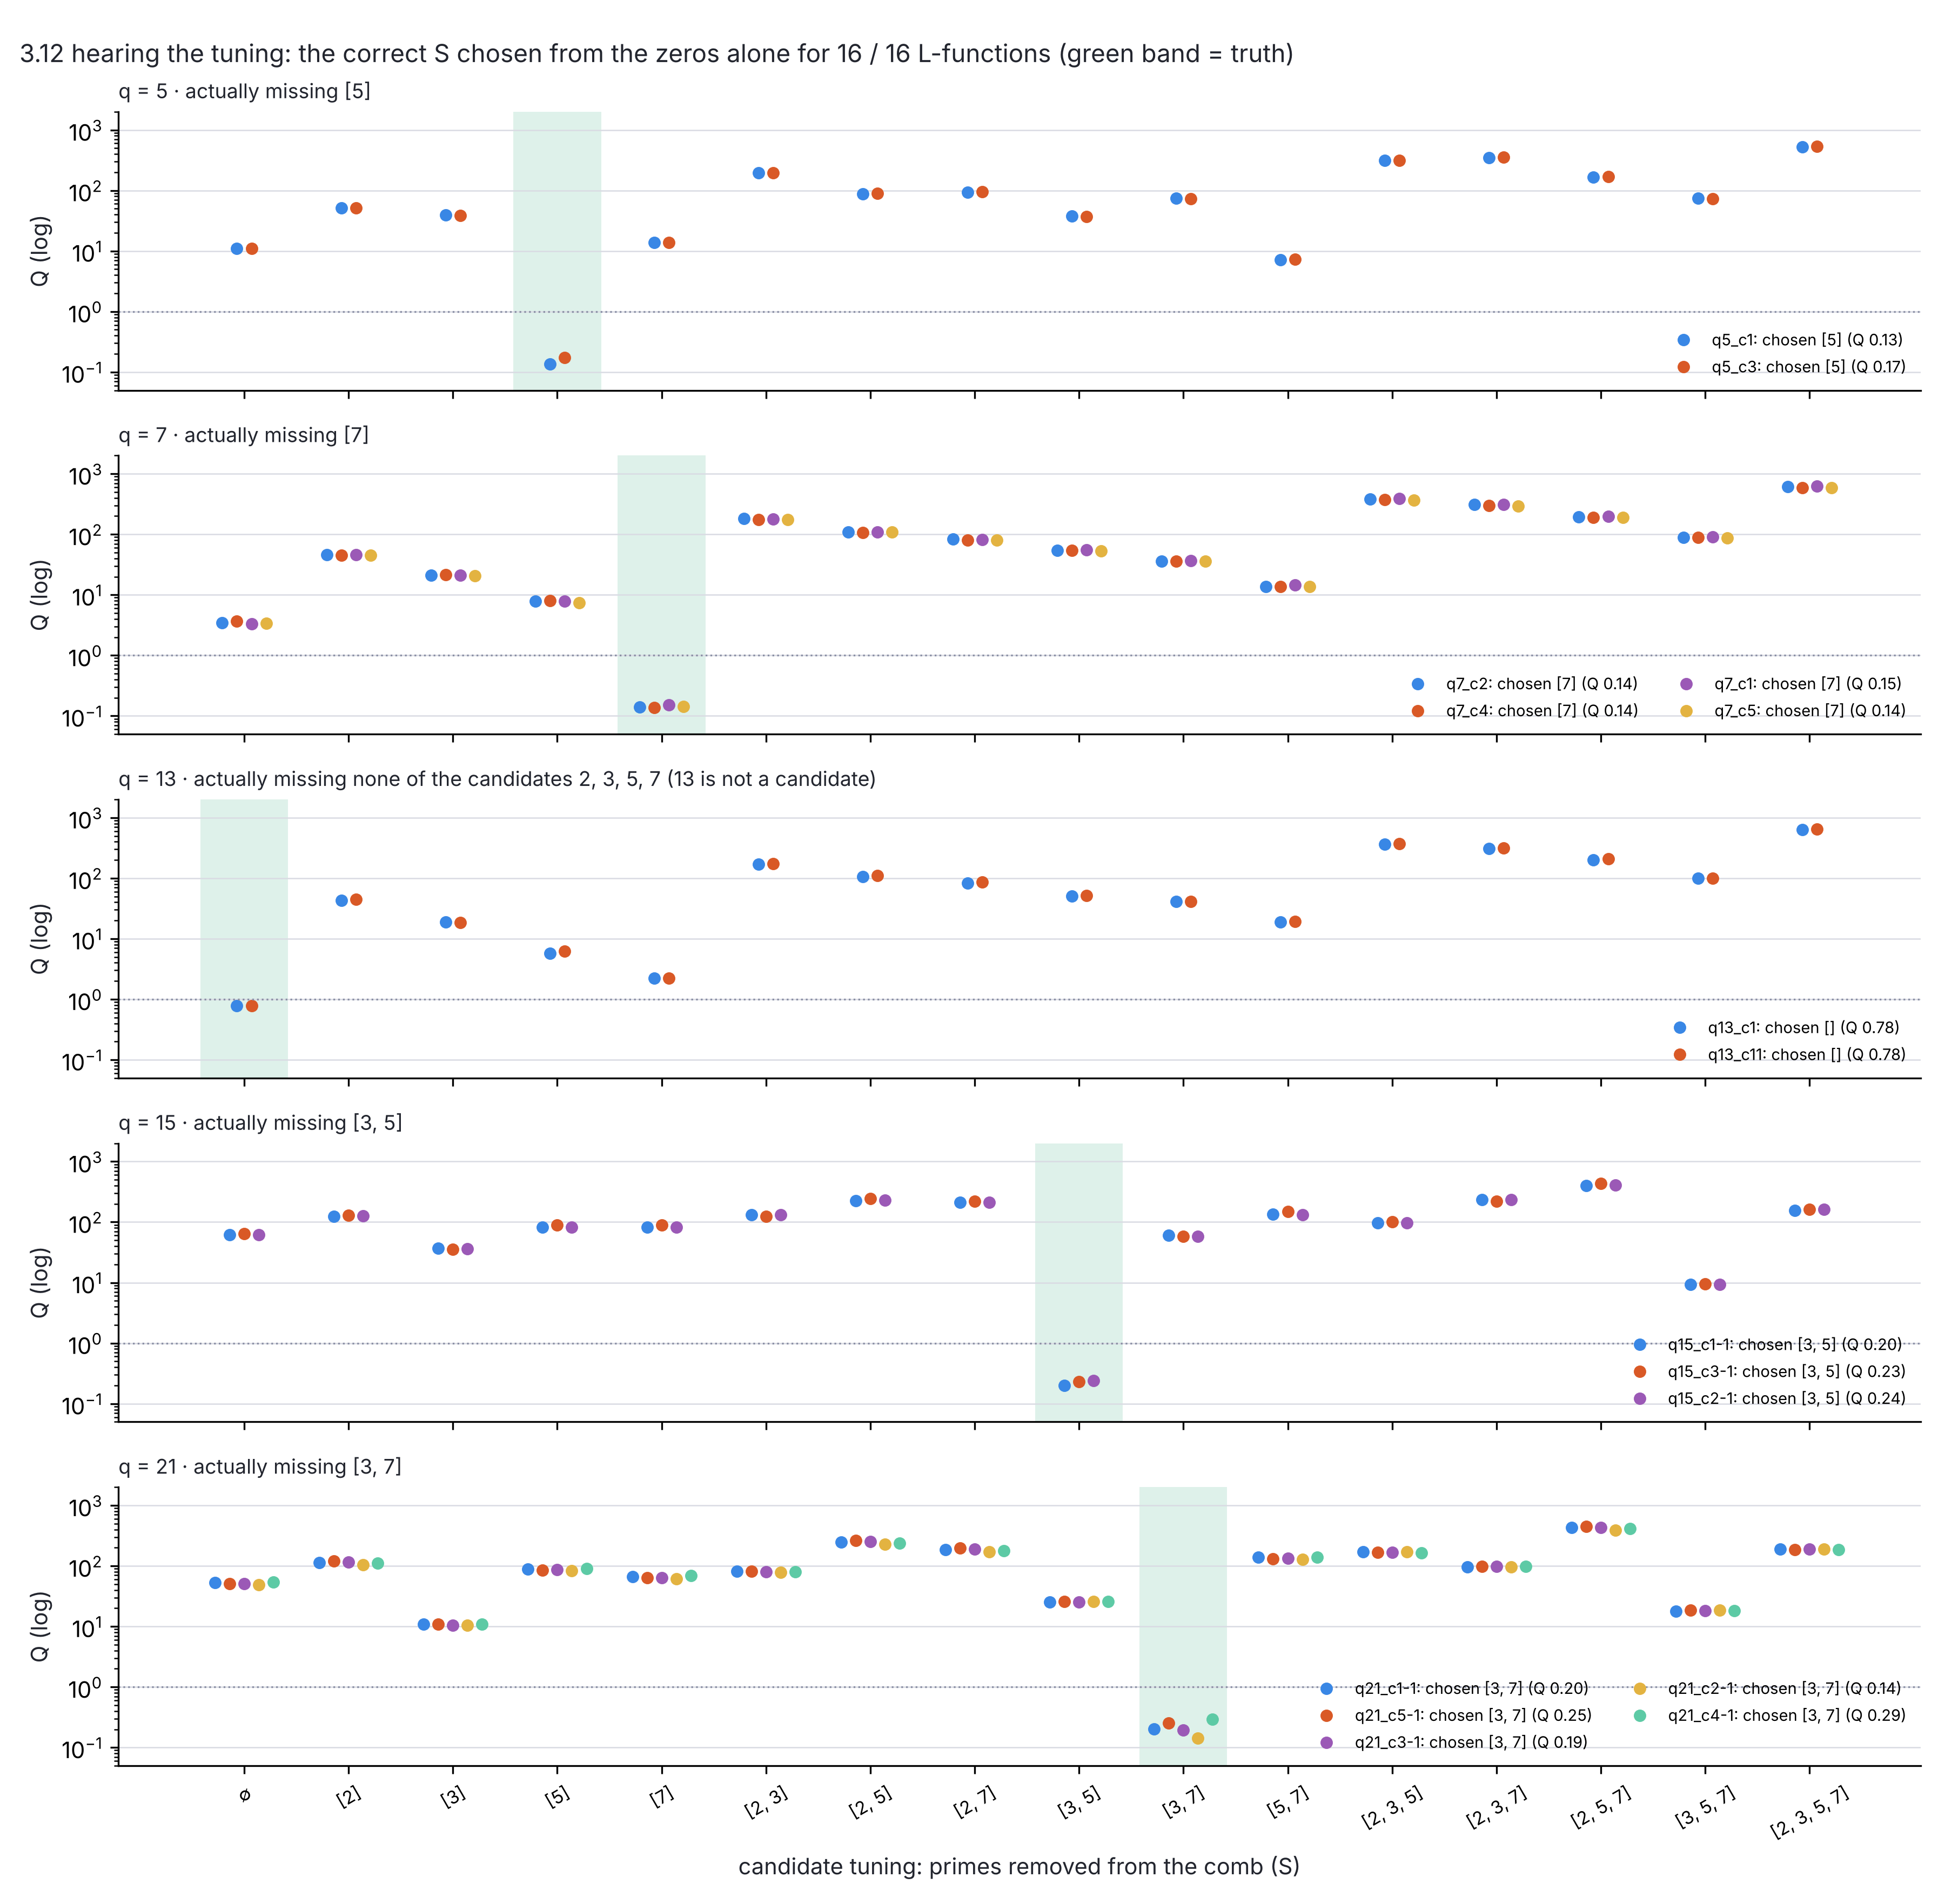 3.12 hearing the tuning: the correct S chosen from the zeros alone for 16 / 16 L-functions (green band = truth)
q = 5 · actually missing [5]
10³
10²
10¹
10⁰
10⁻¹
Q (log)
q5_c1: chosen [5] (Q 0.13)
q5_c3: chosen [5] (Q 0.17)
q = 7 · actually missing [7]
10³
10²
10¹
10⁰
10⁻¹
Q (log)
q7_c2: chosen [7] (Q 0.14)
q7_c1: chosen [7] (Q 0.15)
q7_c4: chosen [7] (Q 0.14)
q7_c5: chosen [7] (Q 0.14)
q = 13 · actually missing none of the candidates 2, 3, 5, 7 (13 is not a candidate)
10³
10²
10¹
10⁰
10⁻¹
Q (log)
q13_c1: chosen [] (Q 0.78)
q13_c11: chosen [] (Q 0.78)
q = 15 · actually missing [3, 5]
10³
10²
10¹
10⁰
10⁻¹
Q (log)
q15_c1-1: chosen [3, 5] (Q 0.20)
q15_c3-1: chosen [3, 5] (Q 0.23)
q15_c2-1: chosen [3, 5] (Q 0.24)
q = 21 · actually missing [3, 7]
10³
10²
10¹
10⁰
10⁻¹
Q (log)
q21_c1-1: chosen [3, 7] (Q 0.20)
q21_c2-1: chosen [3, 7] (Q 0.14)
q21_c5-1: chosen [3, 7] (Q 0.25)
q21_c4-1: chosen [3, 7] (Q 0.29)
q21_c3-1: chosen [3, 7] (Q 0.19)
ø
[2]
[3]
[5]
[7]
[2, 3]
[2, 5]
[2, 7]
[3, 5]
[3, 7]
[5, 7]
[2, 3, 5]
[2, 3, 7]
[2, 5, 7]
[3, 5, 7]
[2, 3, 5, 7]
candidate tuning: primes removed from the comb (S)